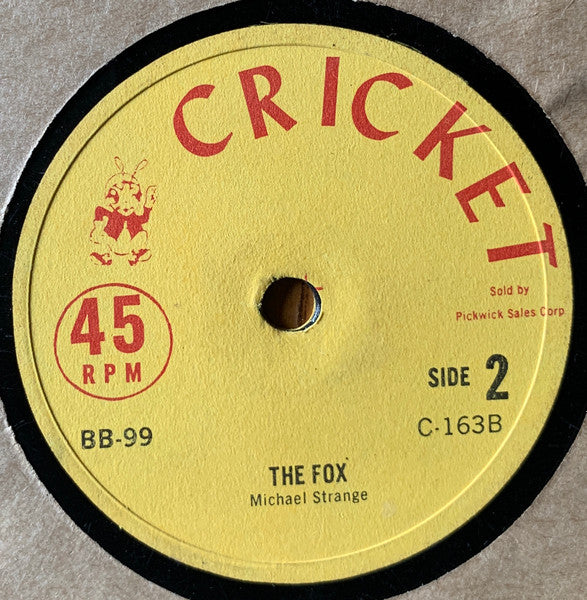 CRICKET
Sold by
Pickwick Sales Corp
45
RPM
SIDE 2
BB-99
C-163B
THE FOX
Michael Strange